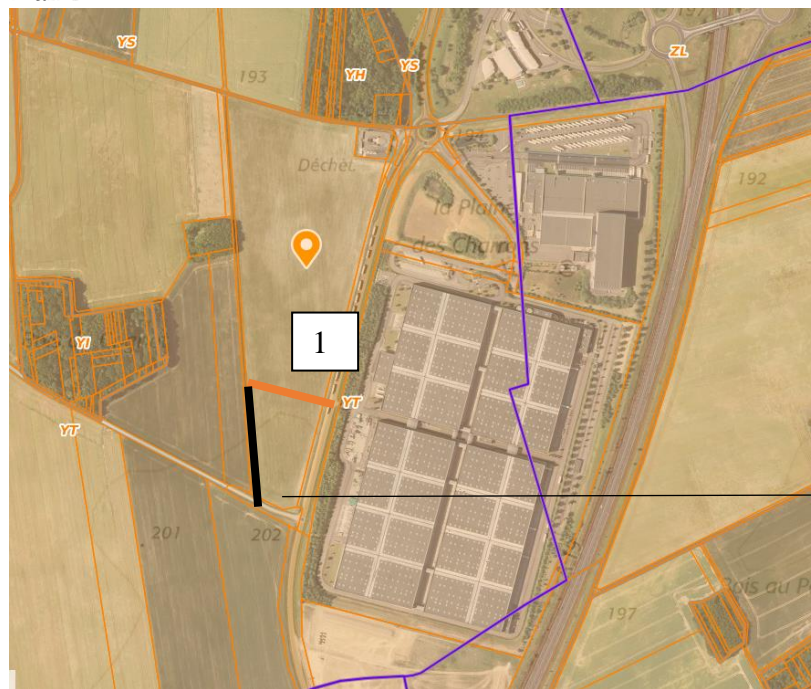 YS
ZL
YS
193
YH
194
Déchèt.
192
la Plaine
des Charrons
1
YI
YT
YT
201
202
197
Bois au P